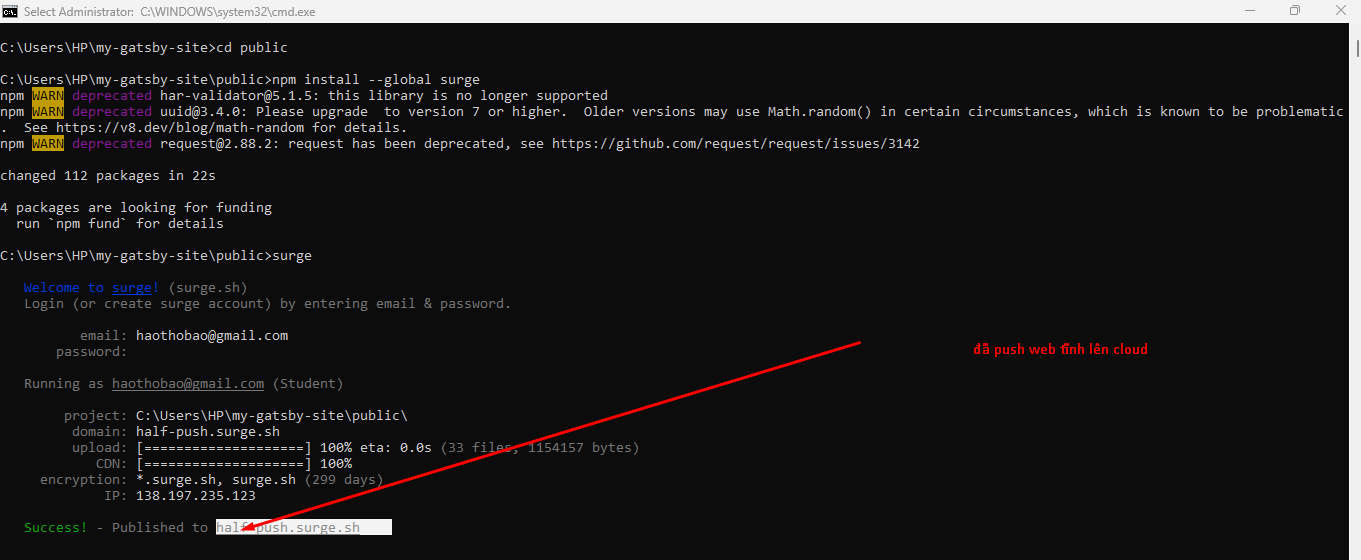 Select Administrator: C:\WINDOWS\system32\cmd.exe
C:\Users\HP\my-gatsby-site>cd public
C:\Users\HP\my-gatsby-site\public>npm install --global surge
npm WARN deprecated har-validator@5.1.5: this library is no longer supported
npm WARN deprecated uuid@3.4.0: Please upgrade  to version 7 or higher.  Older versions may use Math.random() in certain circumstances, which is known to be problematic
.  See https://v8.dev/blog/math-random for details.
npm WARN deprecated request@2.88.2: request has been deprecated, see https://github.com/request/request/issues/3142
changed 112 packages in 22s
4 packages are looking for funding
run `npm fund` for details
C:\Users\HP\my-gatsby-site\public>surge
Welcome to surge! (surge.sh)
Login (or create surge account) by entering email & password.
email: haothobao@gmail.com
password:
đã push web tĩnh lên cloud
Running as haothobao@gmail.com (Student)
project: C:\Users\HP\my-gatsby-site\public\
domain: half-push.surge.sh
upload: [====================] 100% eta: 0.0s (33 files, 1154157 bytes)
CDN: [====================] 100%
encryption: *.surge.sh, surge.sh (299 days)
IP: 138.197.235.123
Success! - Published to half-push.surge.sh